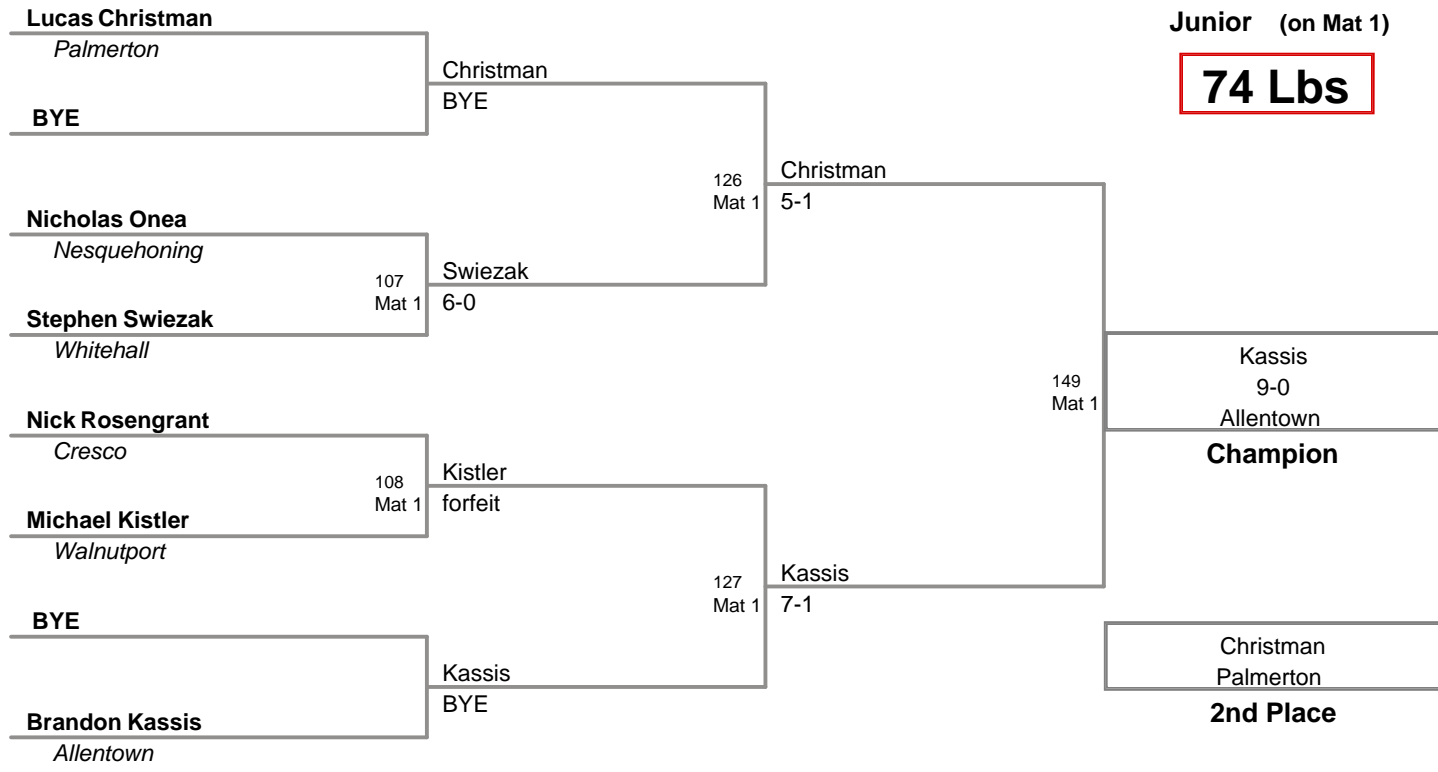 Lucas Christman
Palmerton
BYE
Nicholas Onea
Nesquehoning
Stephen Swiezak
Whitehall
Nick Rosengrant
Cresco
Michael Kistler
Walnutport
BYE
Brandon Kassis
Allentown
Christman
BYE
107
Mat 1
Swiezak
6-0
108
Mat 1
Kistler
forfeit
Kassis
BYE
126
Mat 1
Christman
5-1
127
Mat 1
Kassis
7-1
149
Mat 1
Junior (on Mat 1)
74 Lbs
Kassis
9-0
Allentown
Champion
Christman
Palmerton
2nd Place